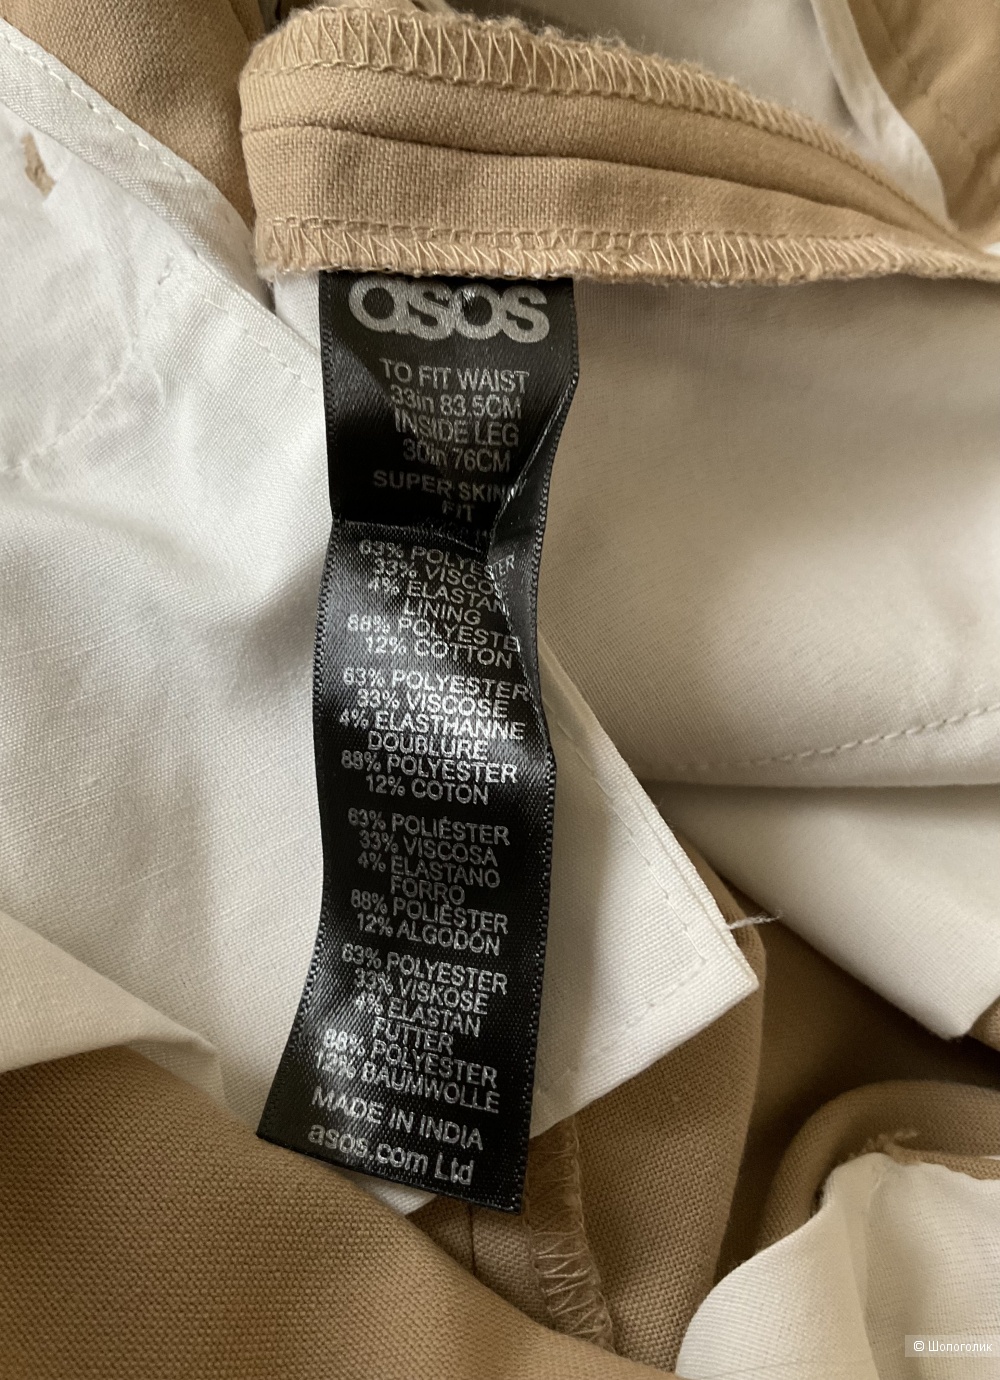 asos
TO FIT WAIST
33in 83.5CM
INSIDE LEG
30in 76CM
SUPER SKINNY
FIT
63% POLYESTER
33% VISCOSE
4% ELASTAN
LINING
88% POLYESTE
12% COTTON
63% POLYESTER
33% VISCOSE
4% ELASTHANNE
DOUBLURE
88% POLYESTER
12% COTON
63% POLIÉSTER
33% VISCOSA
4% ELASTANO
FORRO
88% POLIÉSTER
12% ALGODÓN
63% POLYESTER
33% VISKOSE
4% ELASTAN
FUTTER
88% POLYESTER
12% BAUMWOLLE
MADE IN INDIA
asos.com Ltd
© Шопоголик